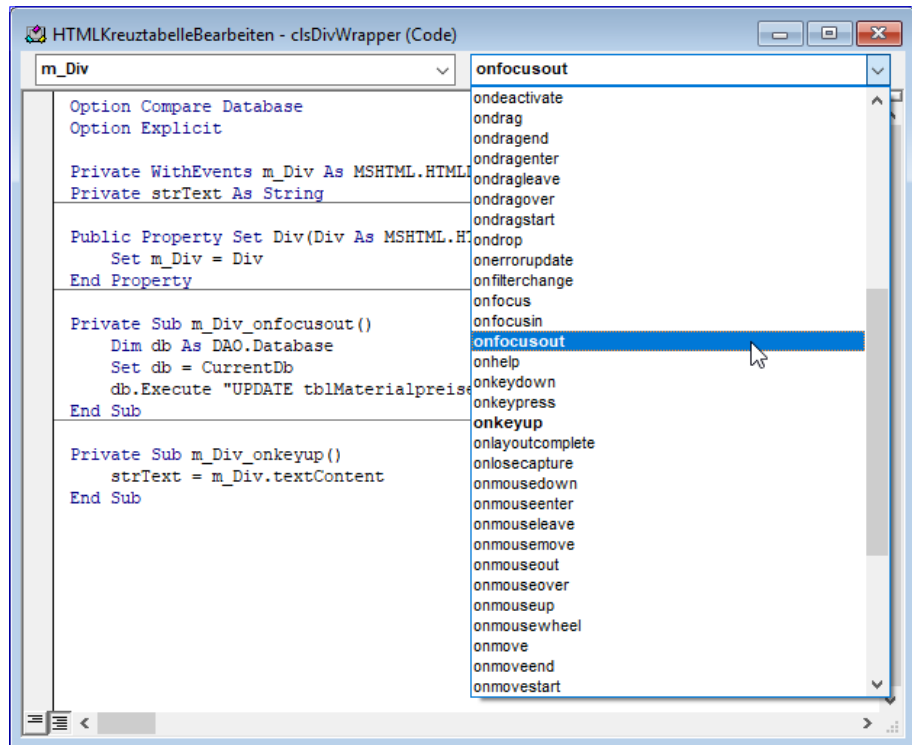 HTMLKreuztabelleBearbeiten - clsDivWrapper (Code)
m_Div
onfocusout
Option Compare Database
Option Explicit
Private WithEvents m_Div As MSHTML.HTML
Private strText As String
Public Property Set Div(Div As MSHTML.HT
Set m_Div = Div
End Property
Private Sub m_Div_onfocusout()
Dim db As DAO.Database
Set db = CurrentDb
db.Execute "UPDATE tblMaterialpreise
End Sub
Private Sub m_Div_onkeyup()
strText = m_Div.textContent
End Sub
ondeactivate
ondrag
ondragend
ondragenter
ondragleave
ondragover
ondragstart
ondrop
onerrorupdate
onfilterchange
onfocus
onfocusin
onfocusout
onhelp
onkeydown
onkeypress
onkeyup
onlayoutcomplete
onlosecapture
onmousedown
onmouseenter
onmouseleave
onmousemove
onmouseout
onmouseover
onmouseup
onmousewheel
onmove
onmoveend
onmovestart